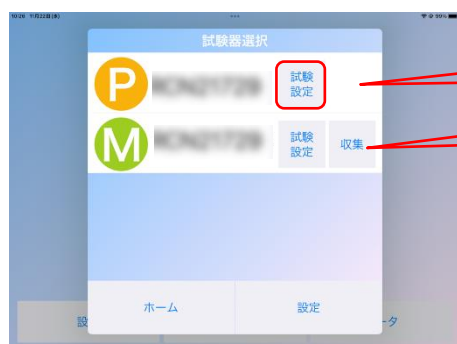 10:28 11月22日(水)
99%
試験器選択
P
試験
設定
M
試験
設定
収集
ホーム
設定
設
ータ